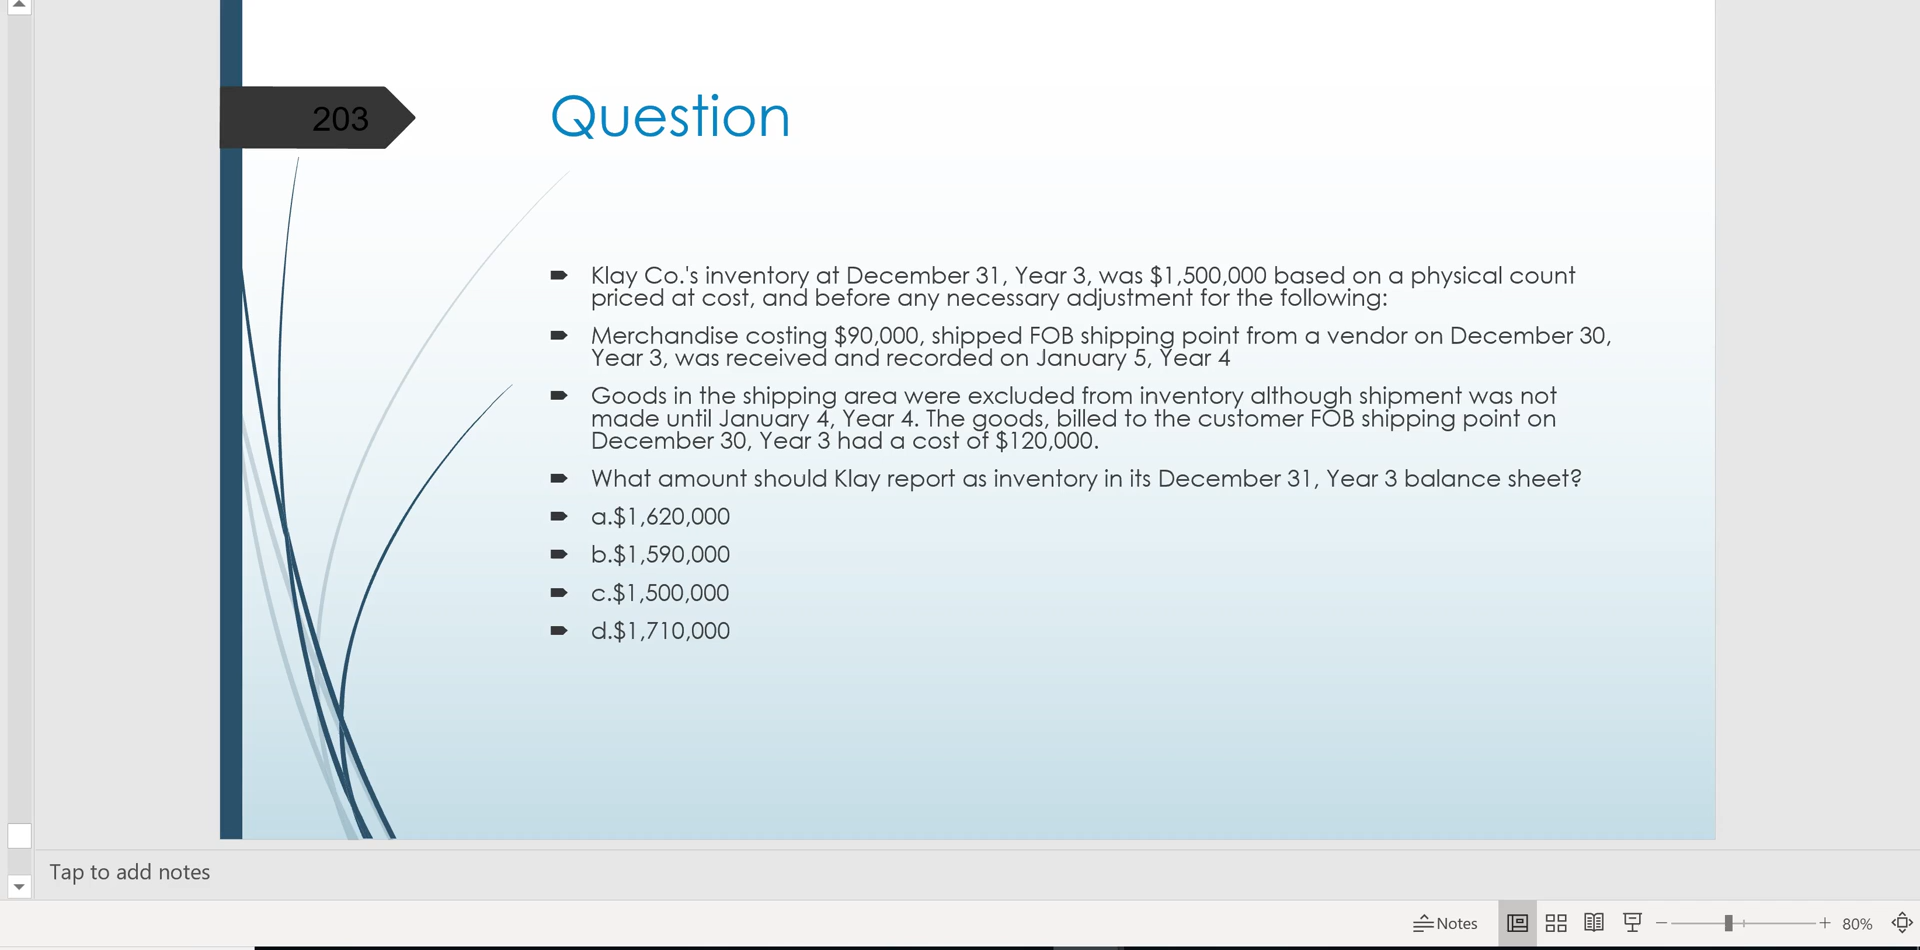 203
Question
Klay Co.'s inventory at December 31, Year 3, was $1,500,000 based on a physical count
priced at cost, and before any necessary adjustment for the following:
Merchandise costing $90,000, shipped FOB shipping point from a vendor on December 30,
Year 3, was received and recorded on January 5, Year 4
Goods in the shipping area were excluded from inventory although shipment was not
made until January 4, Year 4. The goods, billed to the customer FOB shipping point on
December 30, Year 3 had a cost of $120,000.
What amount should Klay report as inventory in its December 31, Year 3 balance sheet?
a.$1,620,000
b.$1,590,000
c.$1,500,000
d.$1,710,000
Tap to add notes
Notes
80%